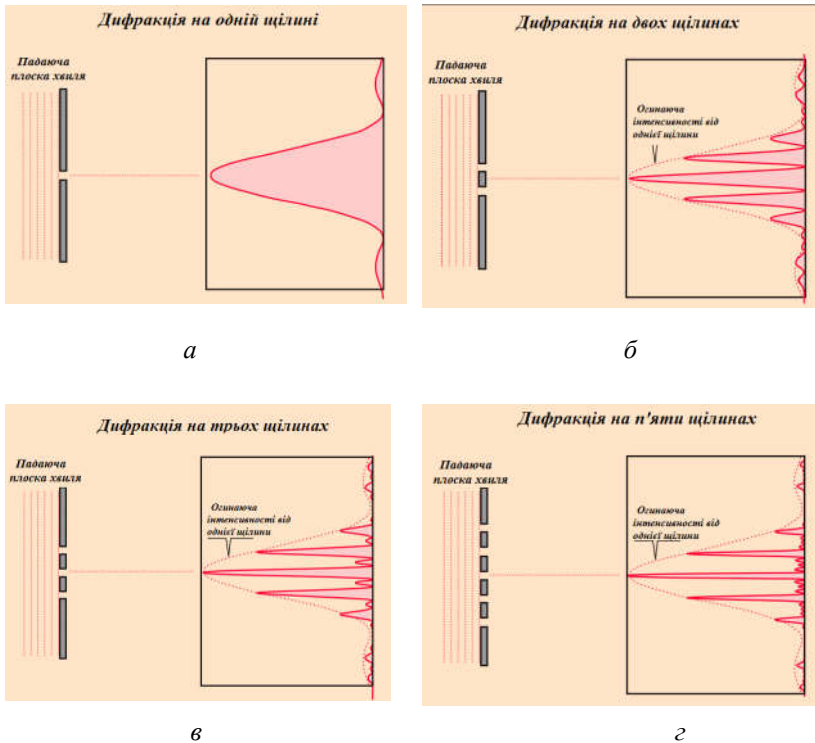 Дифракція на одній щілині
Падаюча
плоска хвиля
а
Дифракція на двох щілинах
Падаюча
плоска хвиля
Огинаюча
інтенсивності від
однієї щілини
б
Дифракція на трьох щілинах
Падаюча
плоска хвиля
Огинаюча
інтенсивності від
однієї щілини
в
Дифракція на п'яти щілинах
Падаюча
плоска хвиля
Огинаюча
інтенсивності від
однієї щілини
г